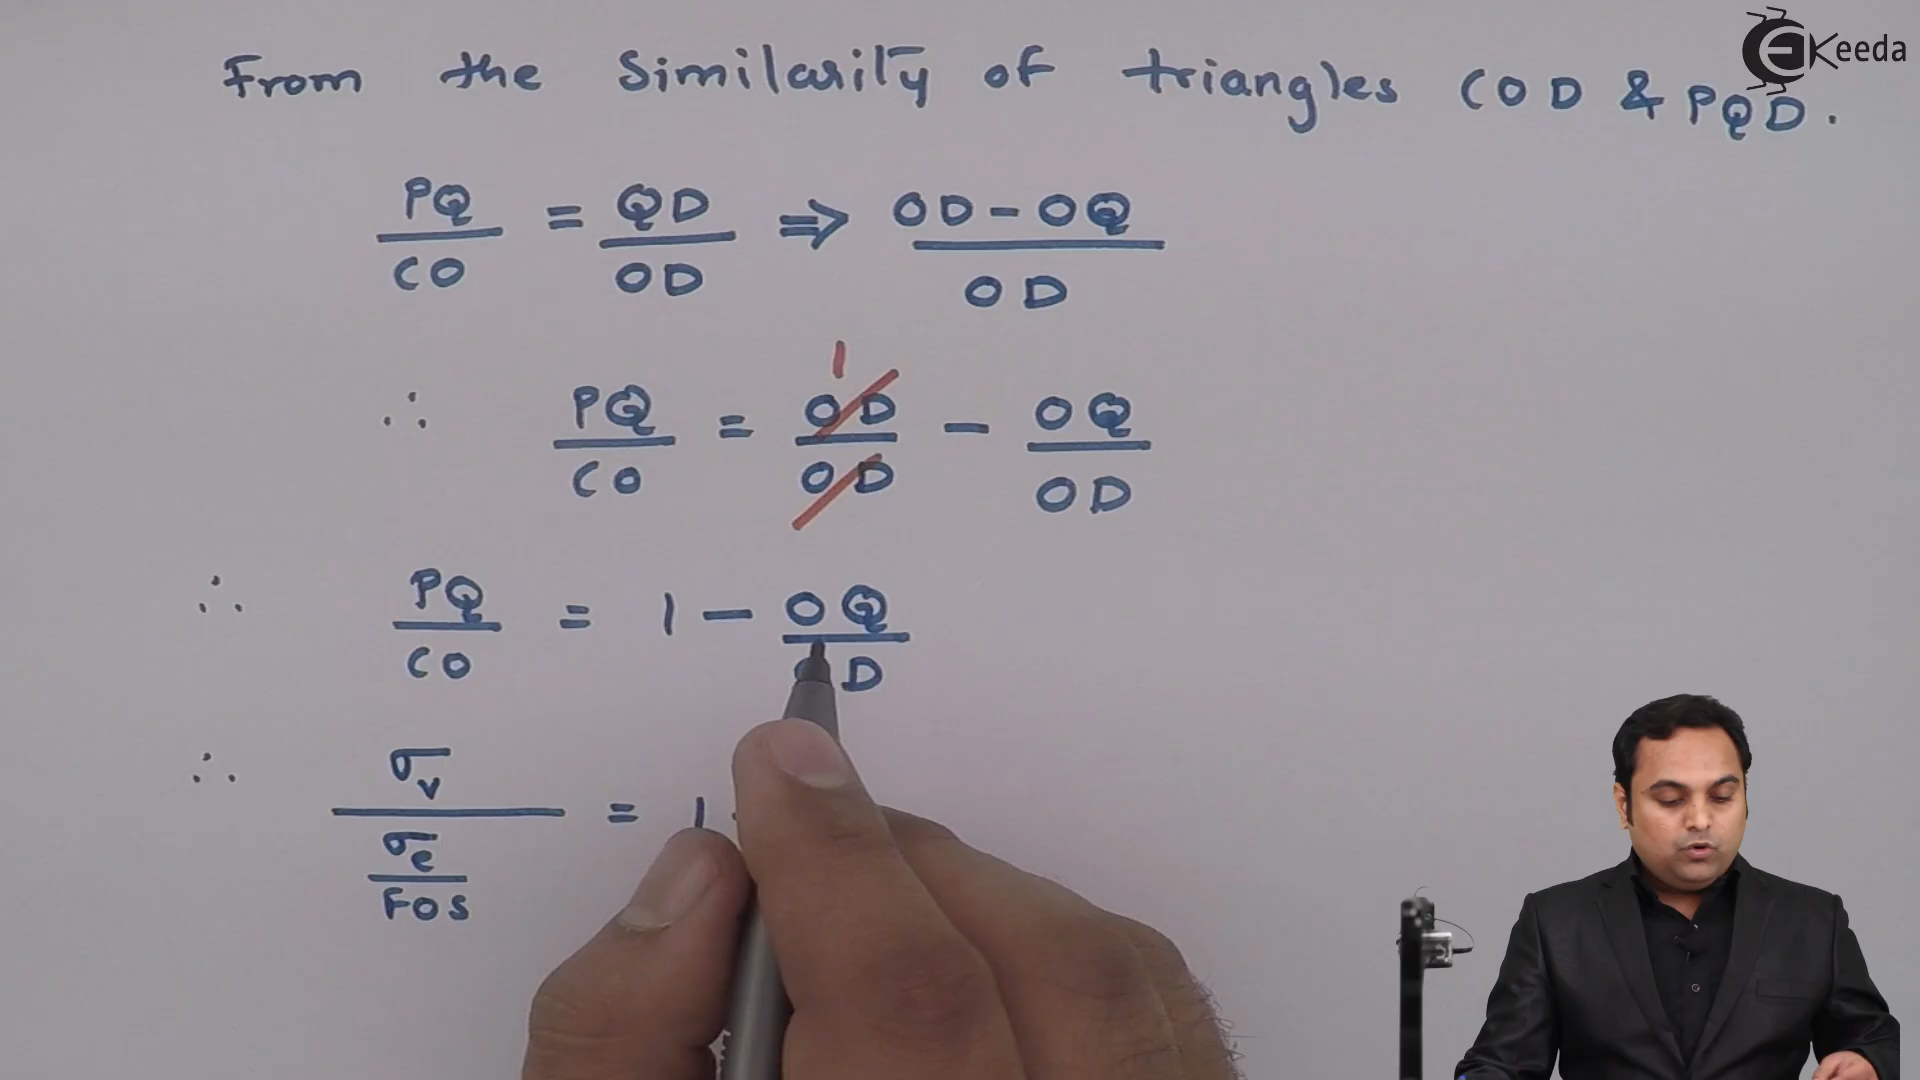 EKeeda
From the Similarity of triangles COD & PQD.
PQ/CO = QD/OD ⇒ OD - OQ/OD
∴ PQ/CO = OD/OD - OQ/OD
1
∴ PQ/CO = 1 - OQ/OD
∴ σv/σe/FOS = 1